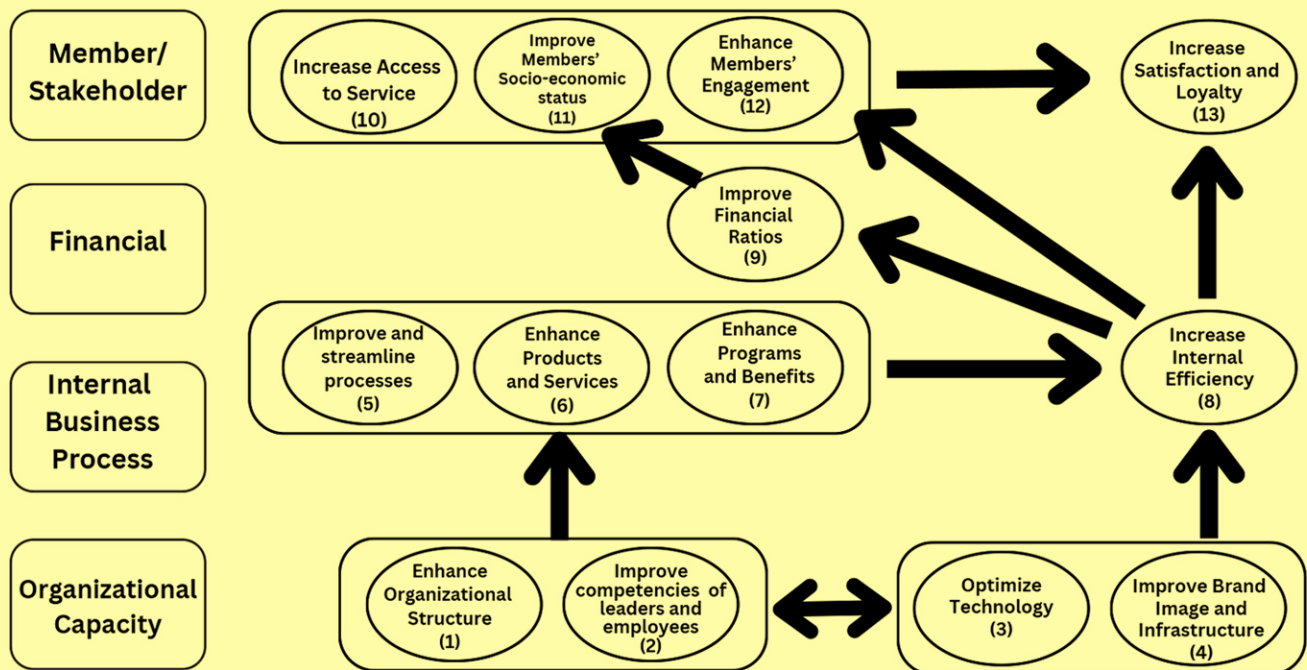 Member/
Stakeholder
Increase Access
to Service
(10)
Improve
Members'
Socio-economic
status
(11)
Enhance
Members'
Engagement
(12)
Increase
Satisfaction and
Loyalty
(13)
Financial
Improve
Financial
Ratios
(9)
Internal
Business
Process
Improve and
streamline
processes
(5)
Enhance
Products
and Services
(6)
Enhance
Programs
and Benefits
(7)
Increase
Internal
Efficiency
(8)
Organizational
Capacity
Enhance
Organizational
Structure
(1)
Improve
competencies of
leaders and
employees
(2)
Optimize
Technology
(3)
Improve Brand
Image and
Infrastructure
(4)